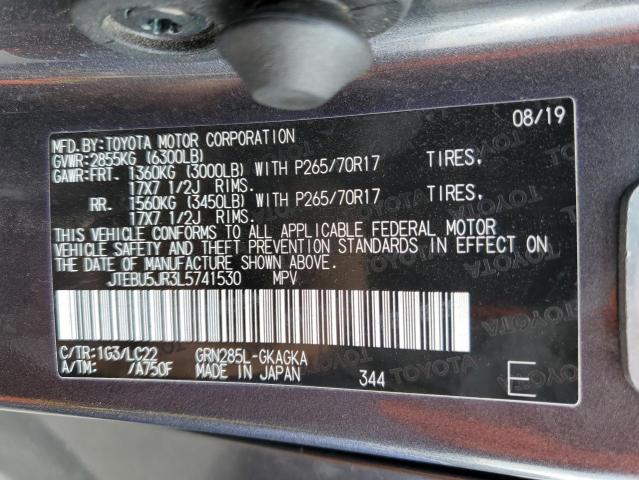 08/19
MFD.BY:TOYOTA MOTOR CORPORATION
GVWR:2855KG (6300LB)
GAWR:FRT. 1360KG (3000LB) WITH P265/70R17 TIRES,
17X7 1/2J RIMS.
RR. 1560KG (3450LB) WITH P265/70R17 TIRES,
17X7 1/2J RIMS.
THIS VEHICLE CONFORMS TO ALL APPLICABLE FEDERAL MOTOR
VEHICLE SAFETY AND THEFT PREVENTION STANDARDS IN EFFECT ON
THE DATE OF MANUFACTURE SHOWN ABOVE.
JTEBU5JR3L5741530 MPV
C/TR:1G3/LC22 GRN285L-GKAGKA
A/TM: /A750F MADE IN JAPAN 344 E
TOYOTA TOYOTA